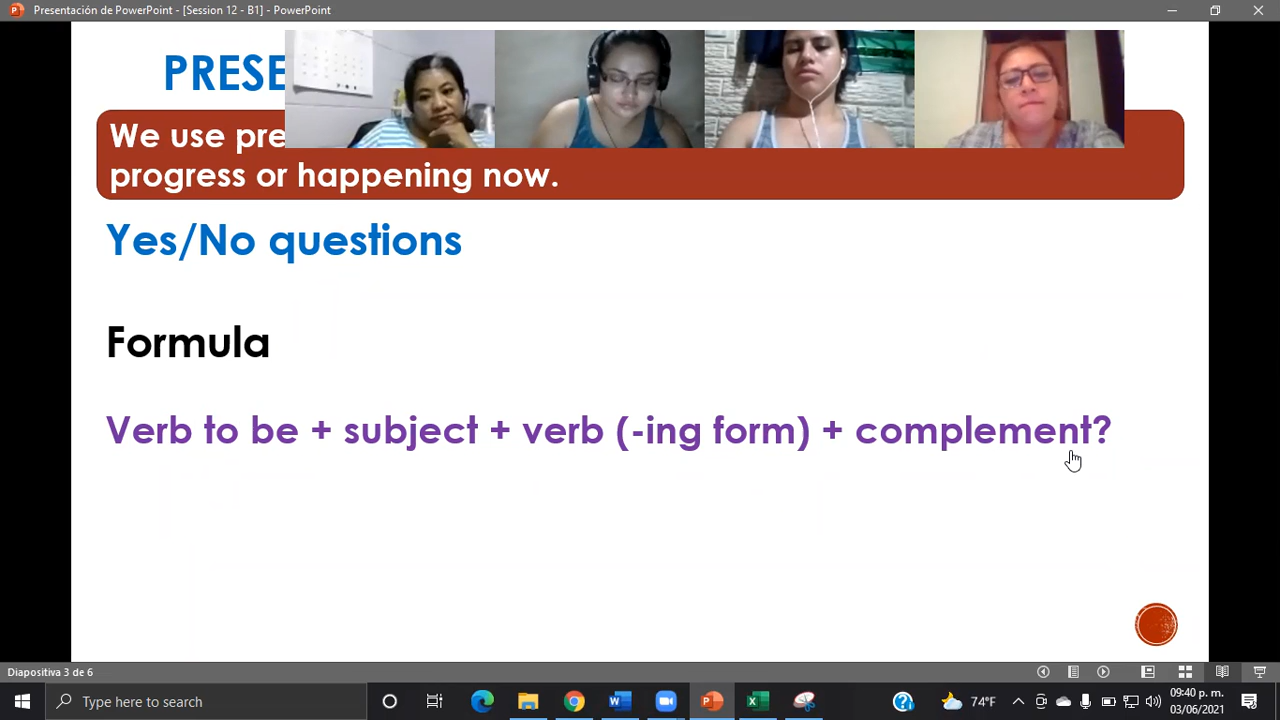 Presentación de PowerPoint - [Session 12 - B1] - PowerPoint
PRESE
We use pre
progress or happening now.
Yes/No questions
Formula
Verb to be + subject + verb (-ing form) + complement?
Diapositiva 3 de 6
Type here to search
74°F
09:40 p. m.
03/06/2021